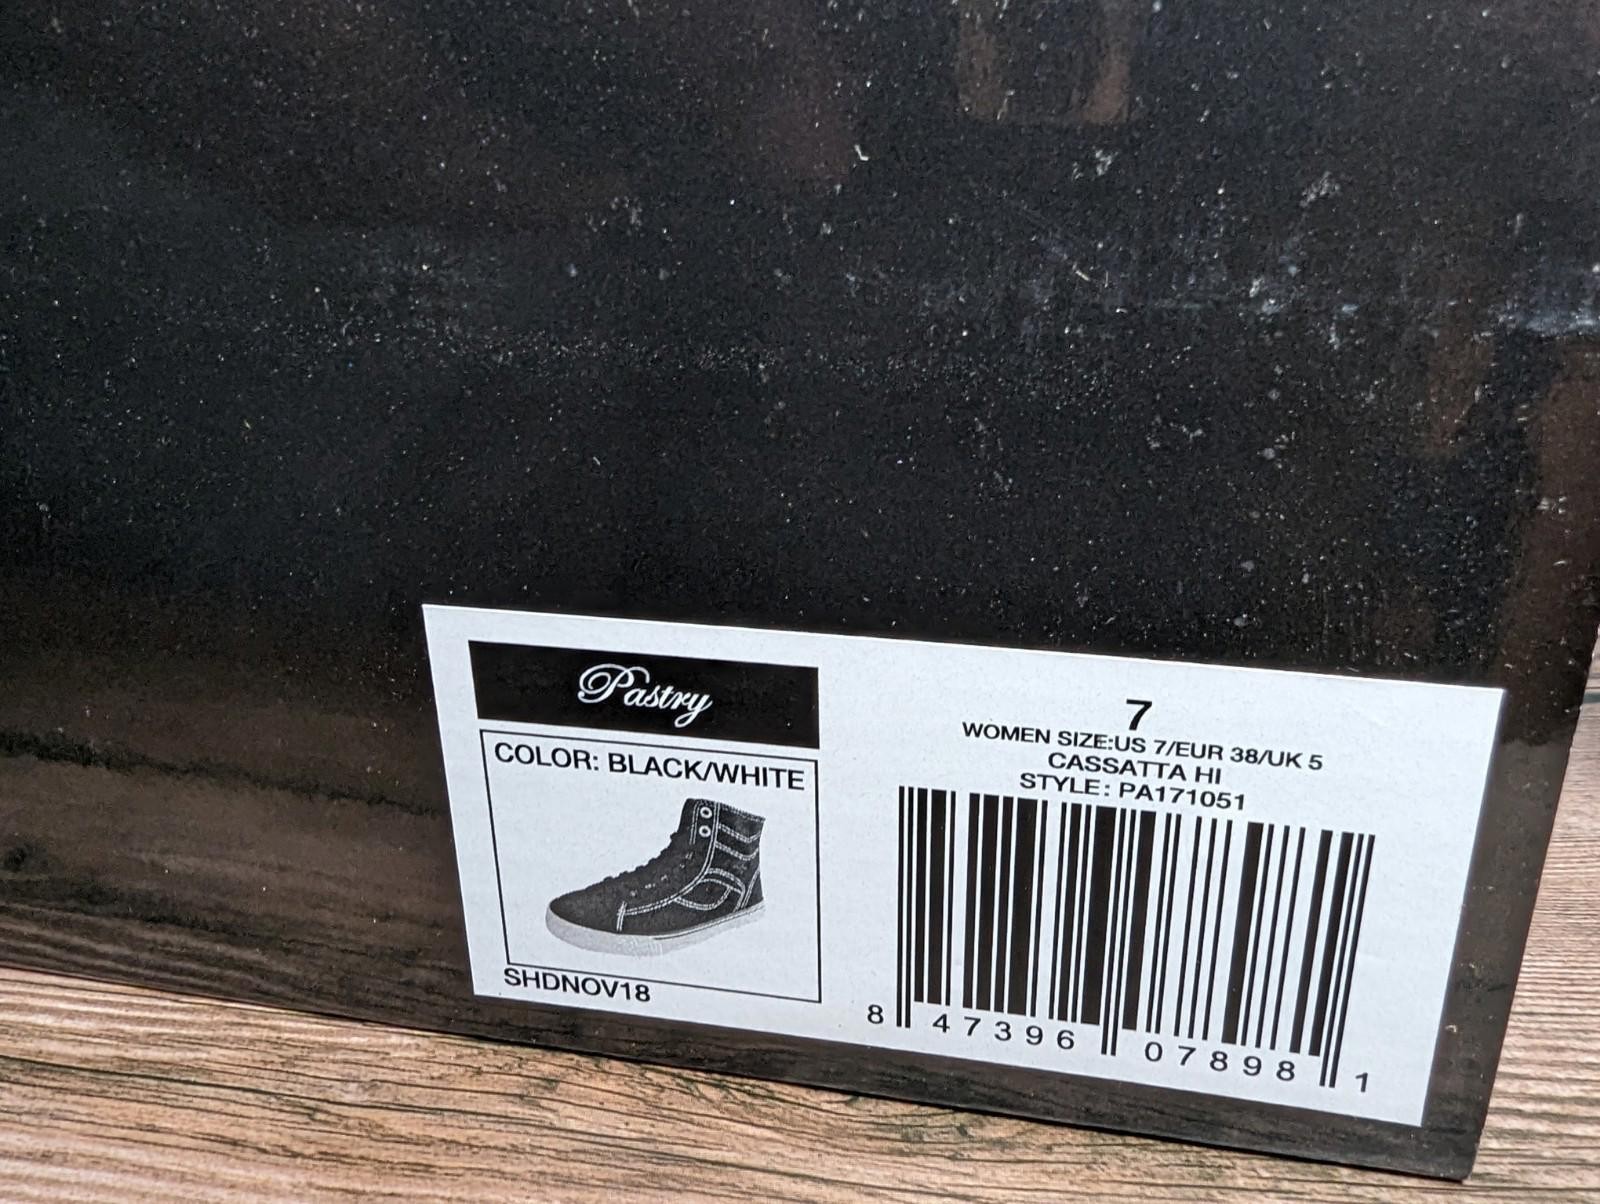 Pastry
COLOR: BLACK/WHITE
SHDNOV18
7
WOMEN SIZE:US 7/EUR 38/UK 5
CASSATTA HI
STYLE: PA171051
8 47396 07898 1